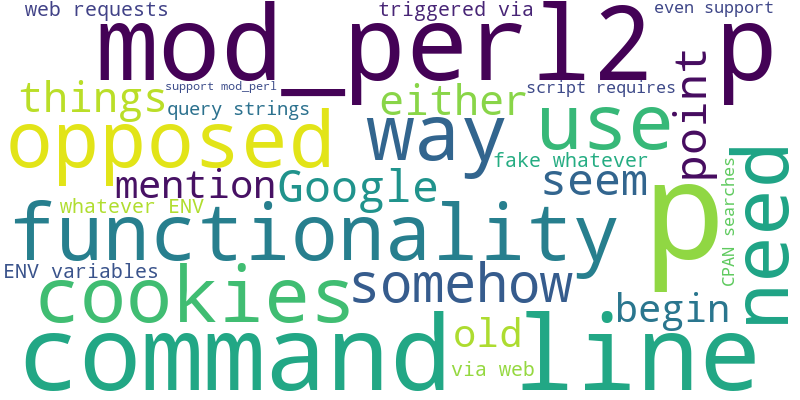 web requests
triggered via
even support
mod_perl2
p
things
support mod_perl
script requires
point
query strings
either
use
opposed
way
fake whatever
mention
Google
seem
p
need
CPAN searches
whatever ENV
functionality
ENV variables
cookies
somehow
begin
command line
old
via web